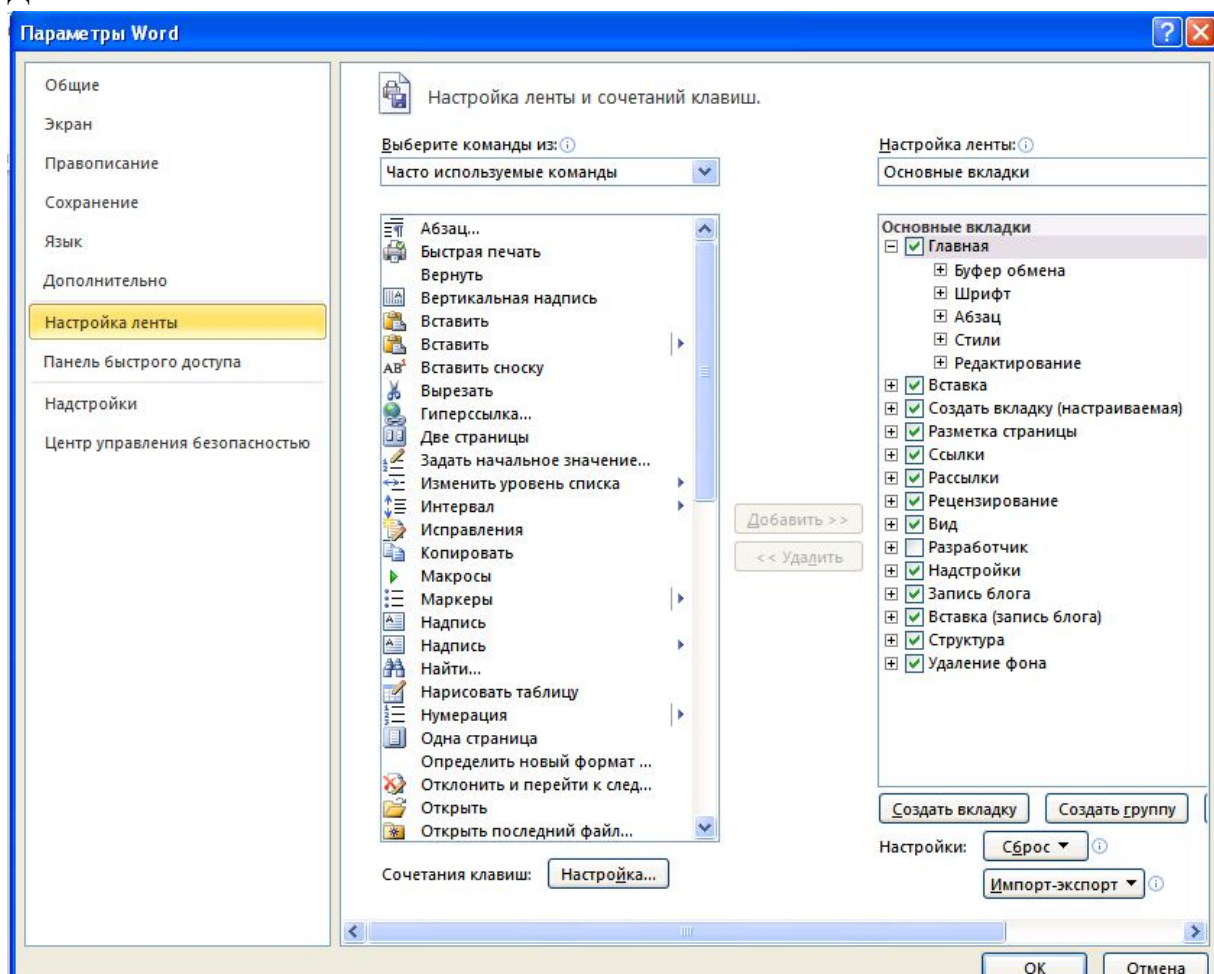 Параметры Word
Общие
Экран
Правописание
Сохранение
Язык
Дополнительно
Настройка ленты
Панель быстрого доступа
Надстройки
Центр управления безопасностью
Настройка ленты и сочетаний клавиш.
Выберите команды из:
Часто используемые команды
Абзац...
Быстрая печать
Вернуть
Вертикальная надпись
Вставить
Вставить
Вставить сноску
Вырезать
Гиперссылка...
Две страницы
Задать начальное значение...
Изменить уровень списка
Интервал
Исправления
Копировать
Макросы
Маркеры
Надпись
Надпись
Найти...
Нарисовать таблицу
Нумерация
Одна страница
Определить новый формат ...
Отклонить и перейти к след...
Открыть
Открыть последний файл...
Сочетания клавиш: Настройка...
Добавить >>
<< Удалить
Настройка ленты:
Основные вкладки
Основные вкладки
Главная
Буфер обмена
Шрифт
Абзац
Стили
Редактирование
Вставка
Создать вкладку (настраиваемая)
Разметка страницы
Ссылки
Рассылки
Рецензирование
Вид
Разработчик
Надстройки
Запись блога
Вставка (запись блога)
Структура
Удаление фона
Создать вкладку Создать группу
Настройки: Сброс
Импорт-экспорт
ОК Отмена